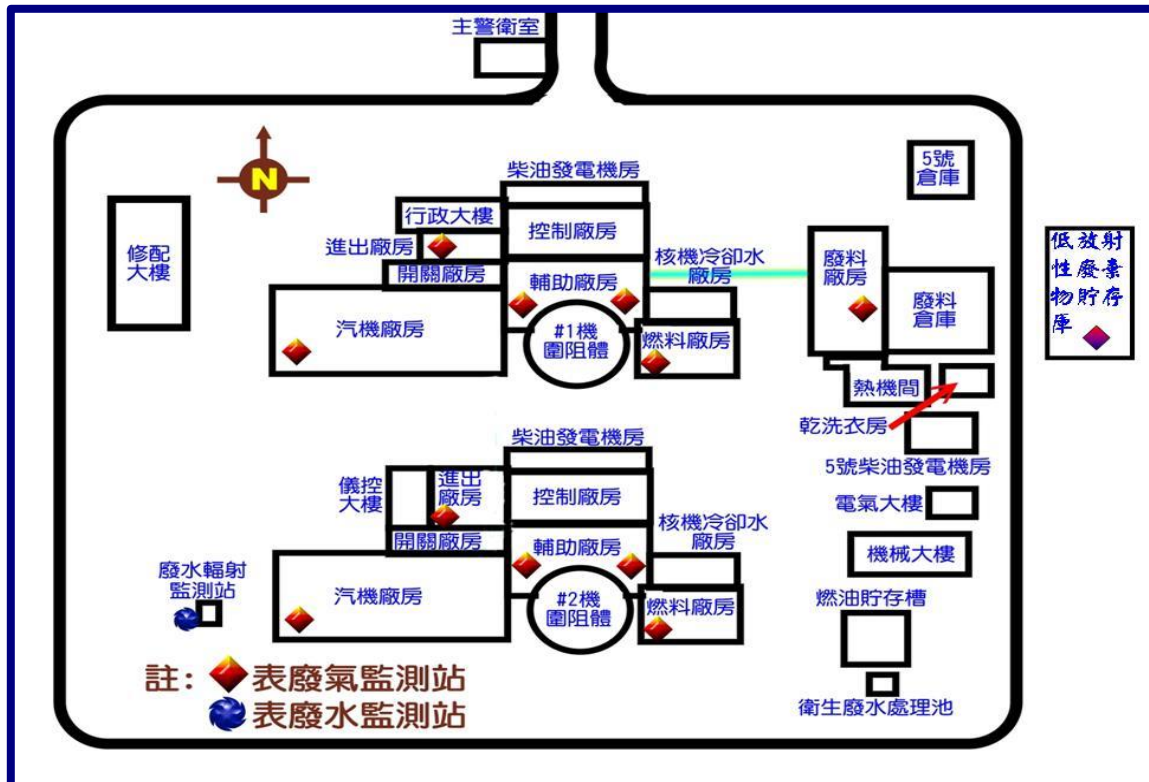 主警衛室
N
柴油發電機房
5號
倉庫
行政大樓
控制廠房
進出廠房
開關廠房
輔助廠房
核機冷卻水
廠房
修配
大樓
汽機廠房
#1機
圍阻體
燃料廠房
廢料
廠房
廢料
倉庫
低放射
性廢棄
物貯存
庫
熱機間
乾洗衣房
5號柴油發電機房
柴油發電機房
儀控
大樓
進出
廠房
控制廠房
開關廠房
輔助廠房
核機冷卻水
廠房
電氣大樓
機械大樓
廢水輻射
監測站
汽機廠房
#2機
圍阻體
燃料廠房
燃油貯存槽
衛生廢水處理池
註：表廢氣監測站
表廢水監測站